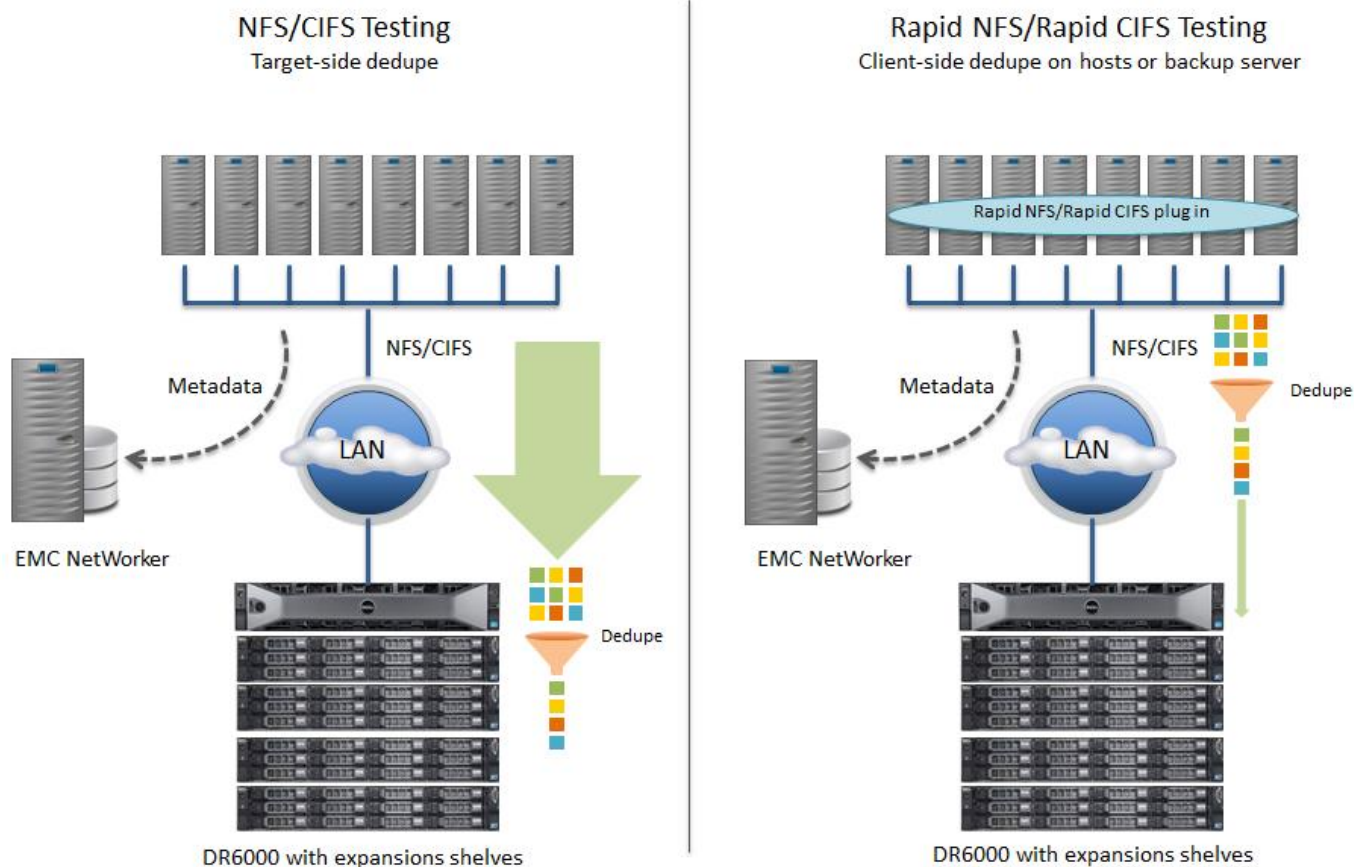 NFS/CIFS Testing
Target-side dedupe
NFS/CIFS
Metadata
LAN
EMC NetWorker
Dedupe
DR6000 with expansions shelves
Rapid NFS/Rapid CIFS Testing
Client-side dedupe on hosts or backup server
Rapid NFS/Rapid CIFS plug in
NFS/CIFS
Metadata
Dedupe
LAN
EMC NetWorker
DR6000 with expansions shelves